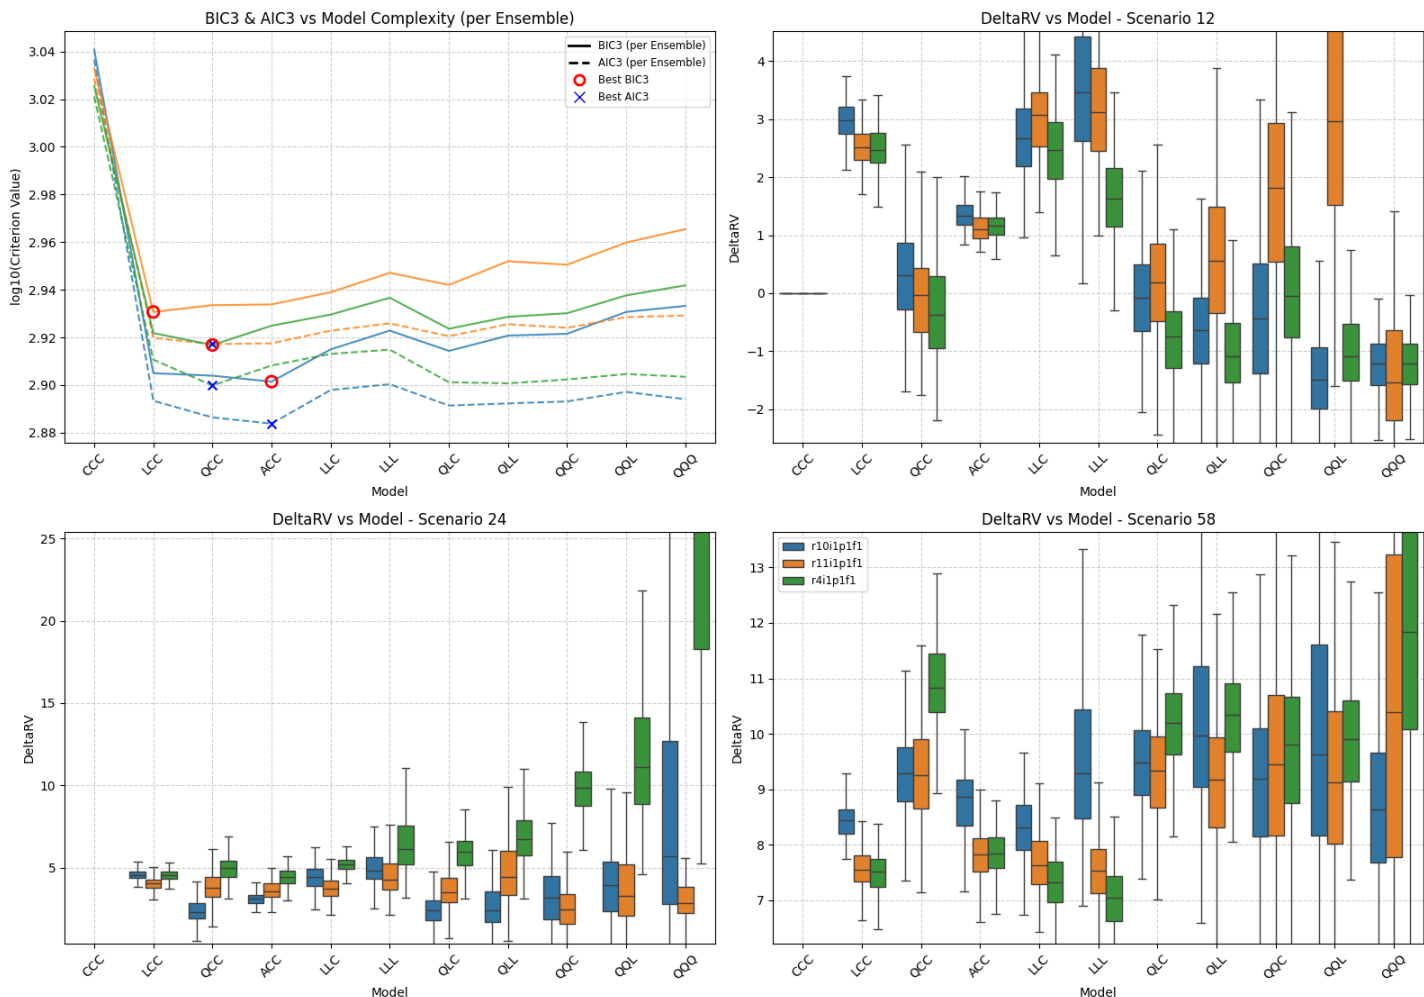 BIC3 & AIC3 vs Model Complexity (per Ensemble)
log10(Criterion Value)
3.04
3.02
3.00
2.98
2.96
2.94
2.92
2.90
2.88
BIC3 (per Ensemble)
AIC3 (per Ensemble)
Best BIC3
Best AIC3
CCC LCC QCC ACC LLC LLL QLC QLL QQC QQL QQQ
Model
DeltaRV vs Model - Scenario 12
DeltaRV
4
3
2
1
0
−1
−2
CCC LCC QCC ACC LLC LLL QLC QLL QQC QQL QQQ
Model
DeltaRV vs Model - Scenario 24
DeltaRV
25
20
15
10
5
CCC LCC QCC ACC LLC LLL QLC QLL QQC QQL QQQ
Model
DeltaRV vs Model - Scenario 58
DeltaRV
13
12
11
10
9
8
7
r10i1p1f1
r11i1p1f1
r4i1p1f1
CCC LCC QCC ACC LLC LLL QLC QLL QQC QQL QQQ
Model